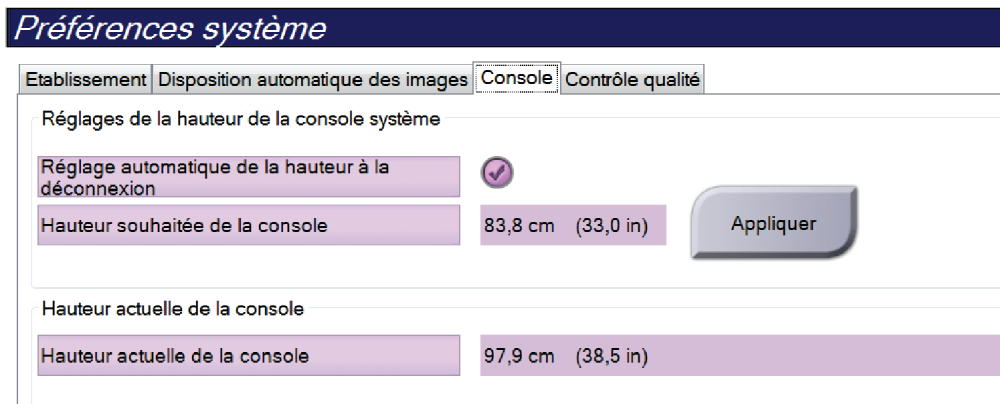 Préférences système
Etablissement Disposition automatique des images Console Contrôle qualité
Réglages de la hauteur de la console système
Réglage automatique de la hauteur à la
déconnexion
Hauteur souhaitée de la console 83,8 cm (33,0 in) Appliquer
Hauteur actuelle de la console
Hauteur actuelle de la console 97,9 cm (38,5 in)